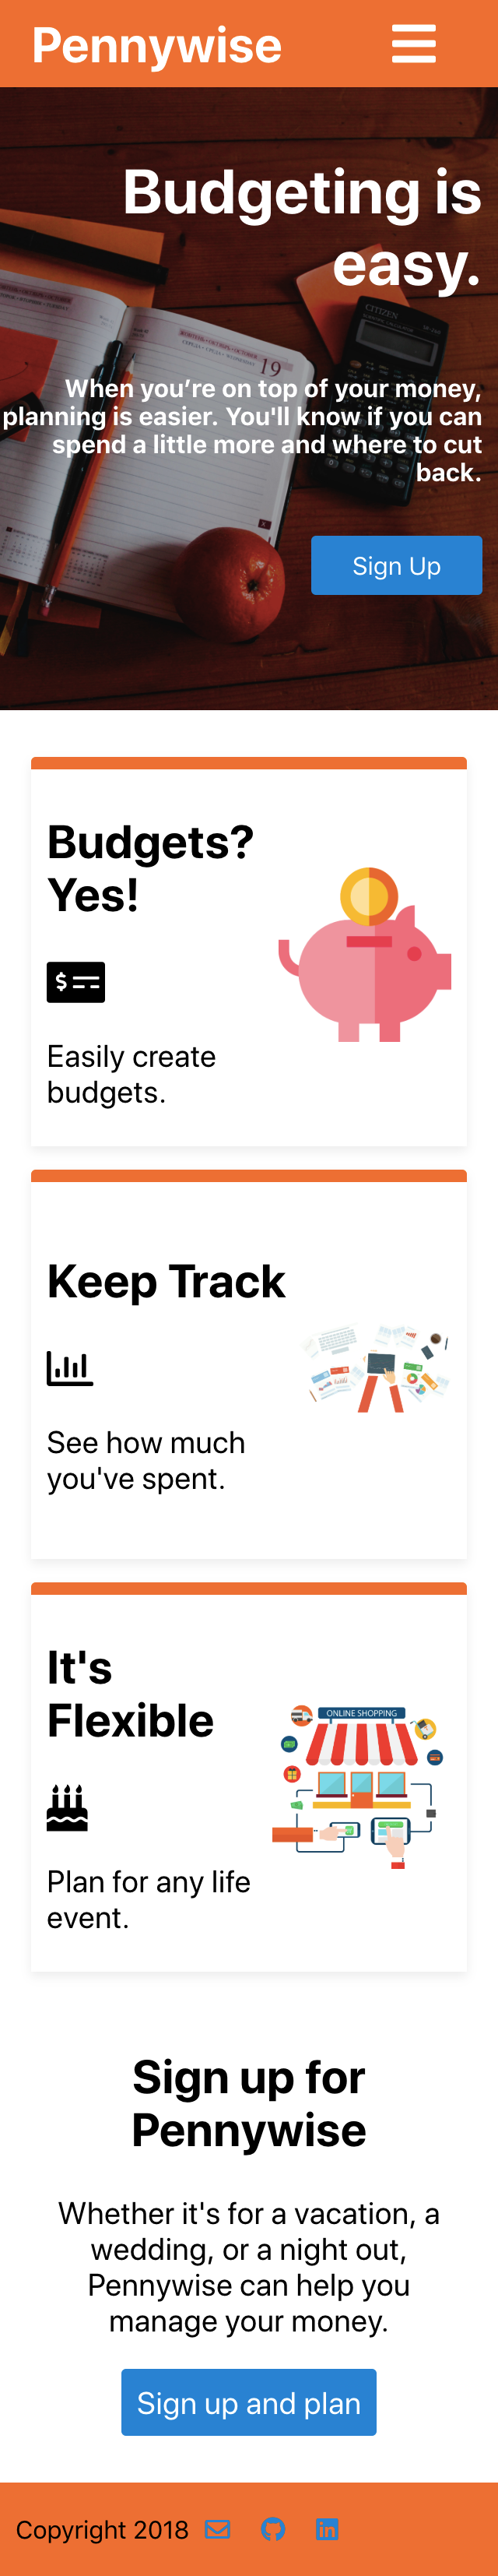 Pennywise
Budgeting is
easy.
19
WEDNESDAY
CITIZEN
When you’re on top of your money,
planning is easier. You'll know if you can
spend a little more and where to cut
back.
Sign Up
Budgets?
Yes!
$
Easily create
budgets.
Keep Track
See how much
you've spent.
It's
Flexible
ONLINE SHOPPING
Plan for any life
event.
Sign up for
Pennywise
Whether it's for a vacation, a
wedding, or a night out,
Pennywise can help you
manage your money.
Sign up and plan
Copyright 2018
in